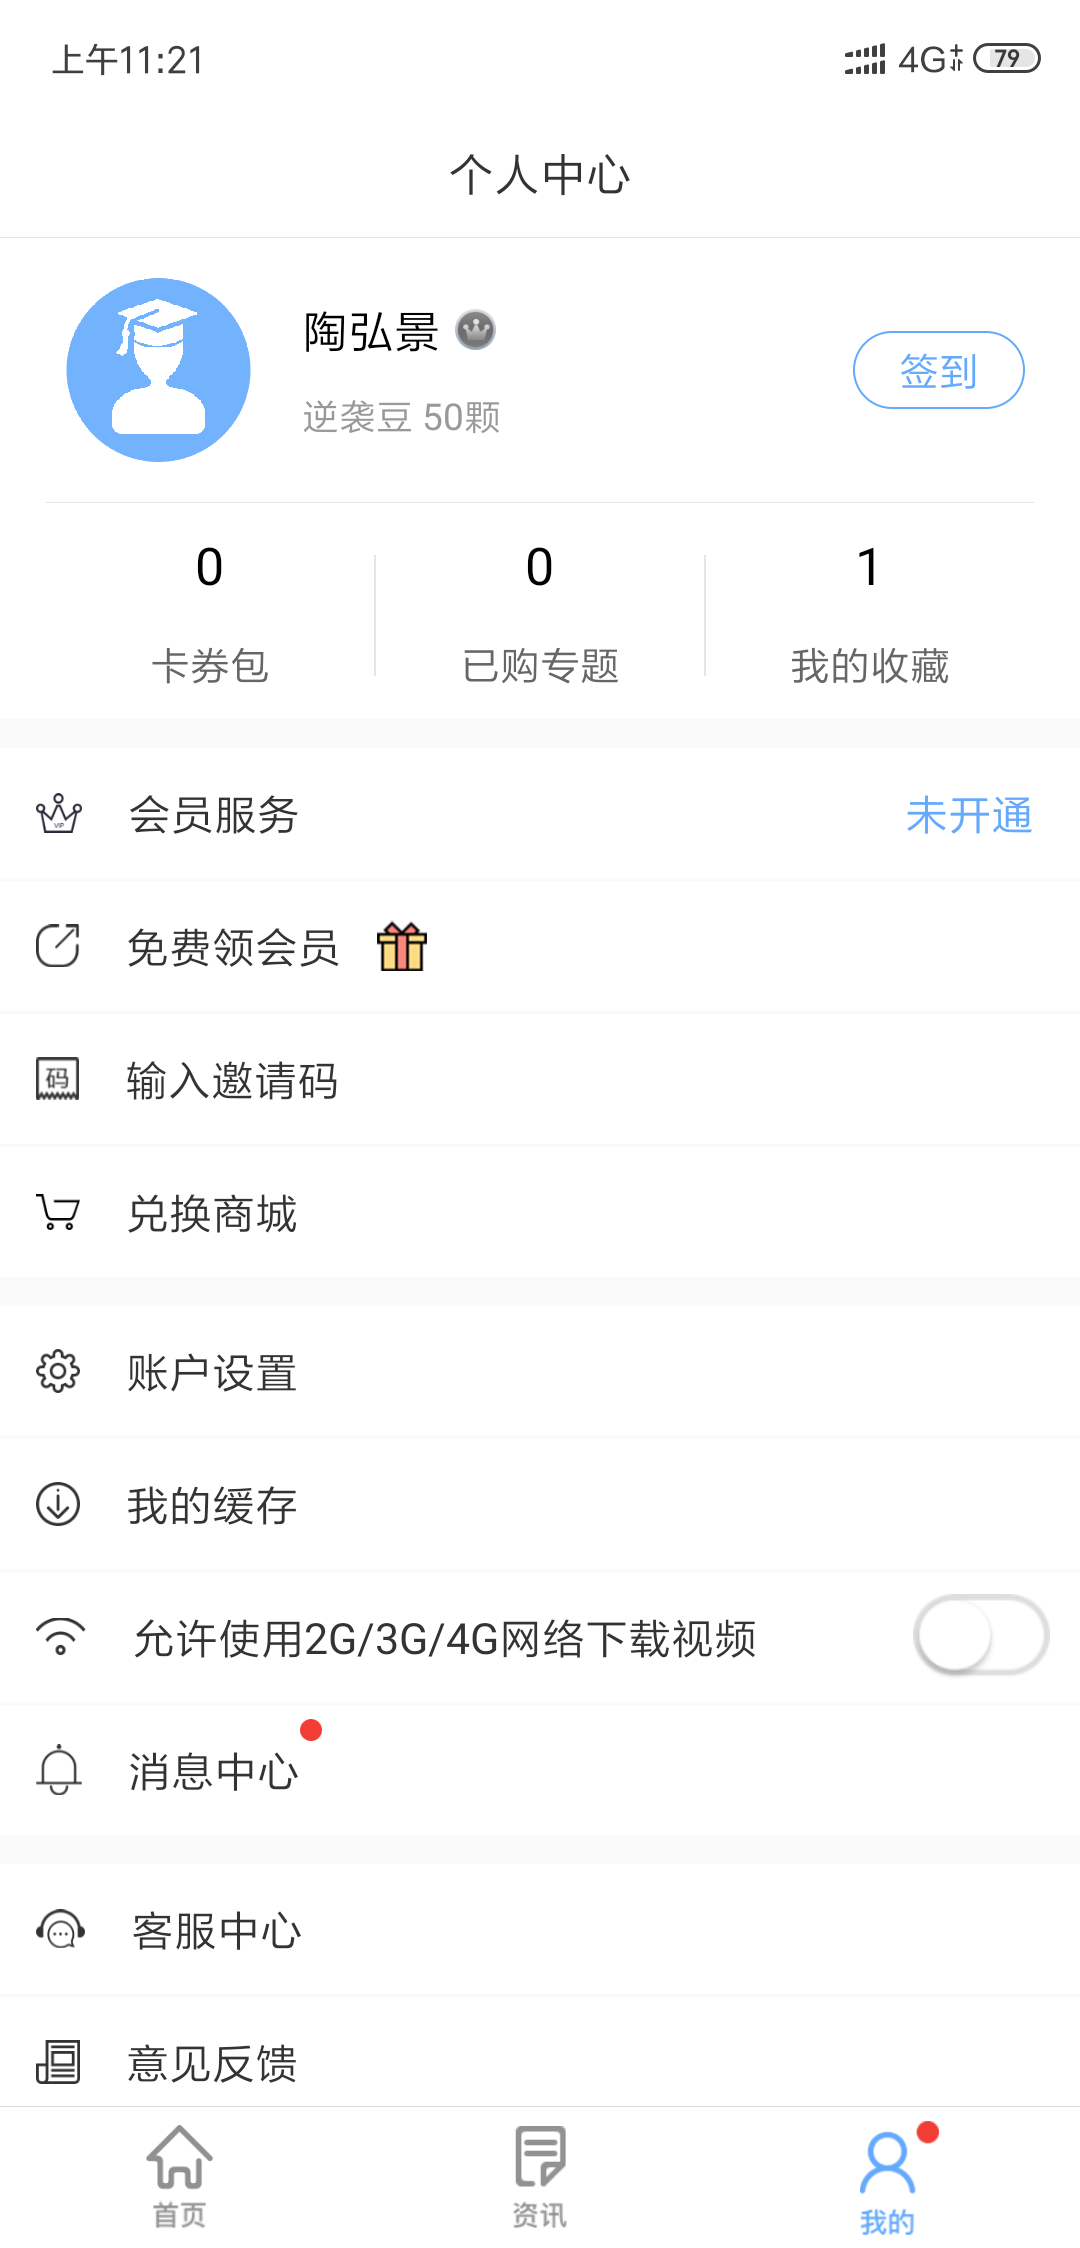 上午11:21
4G
79
个人中心
陶弘景
逆袭豆 50颗
签到
0
0
1
卡券包
已购专题
我的收藏
VIP
会员服务
未开通
免费领会员
码
输入邀请码
兑换商城
账户设置
我的缓存
允许使用2G/3G/4G网络下载视频
消息中心
客服中心
意见反馈
首页
资讯
我的